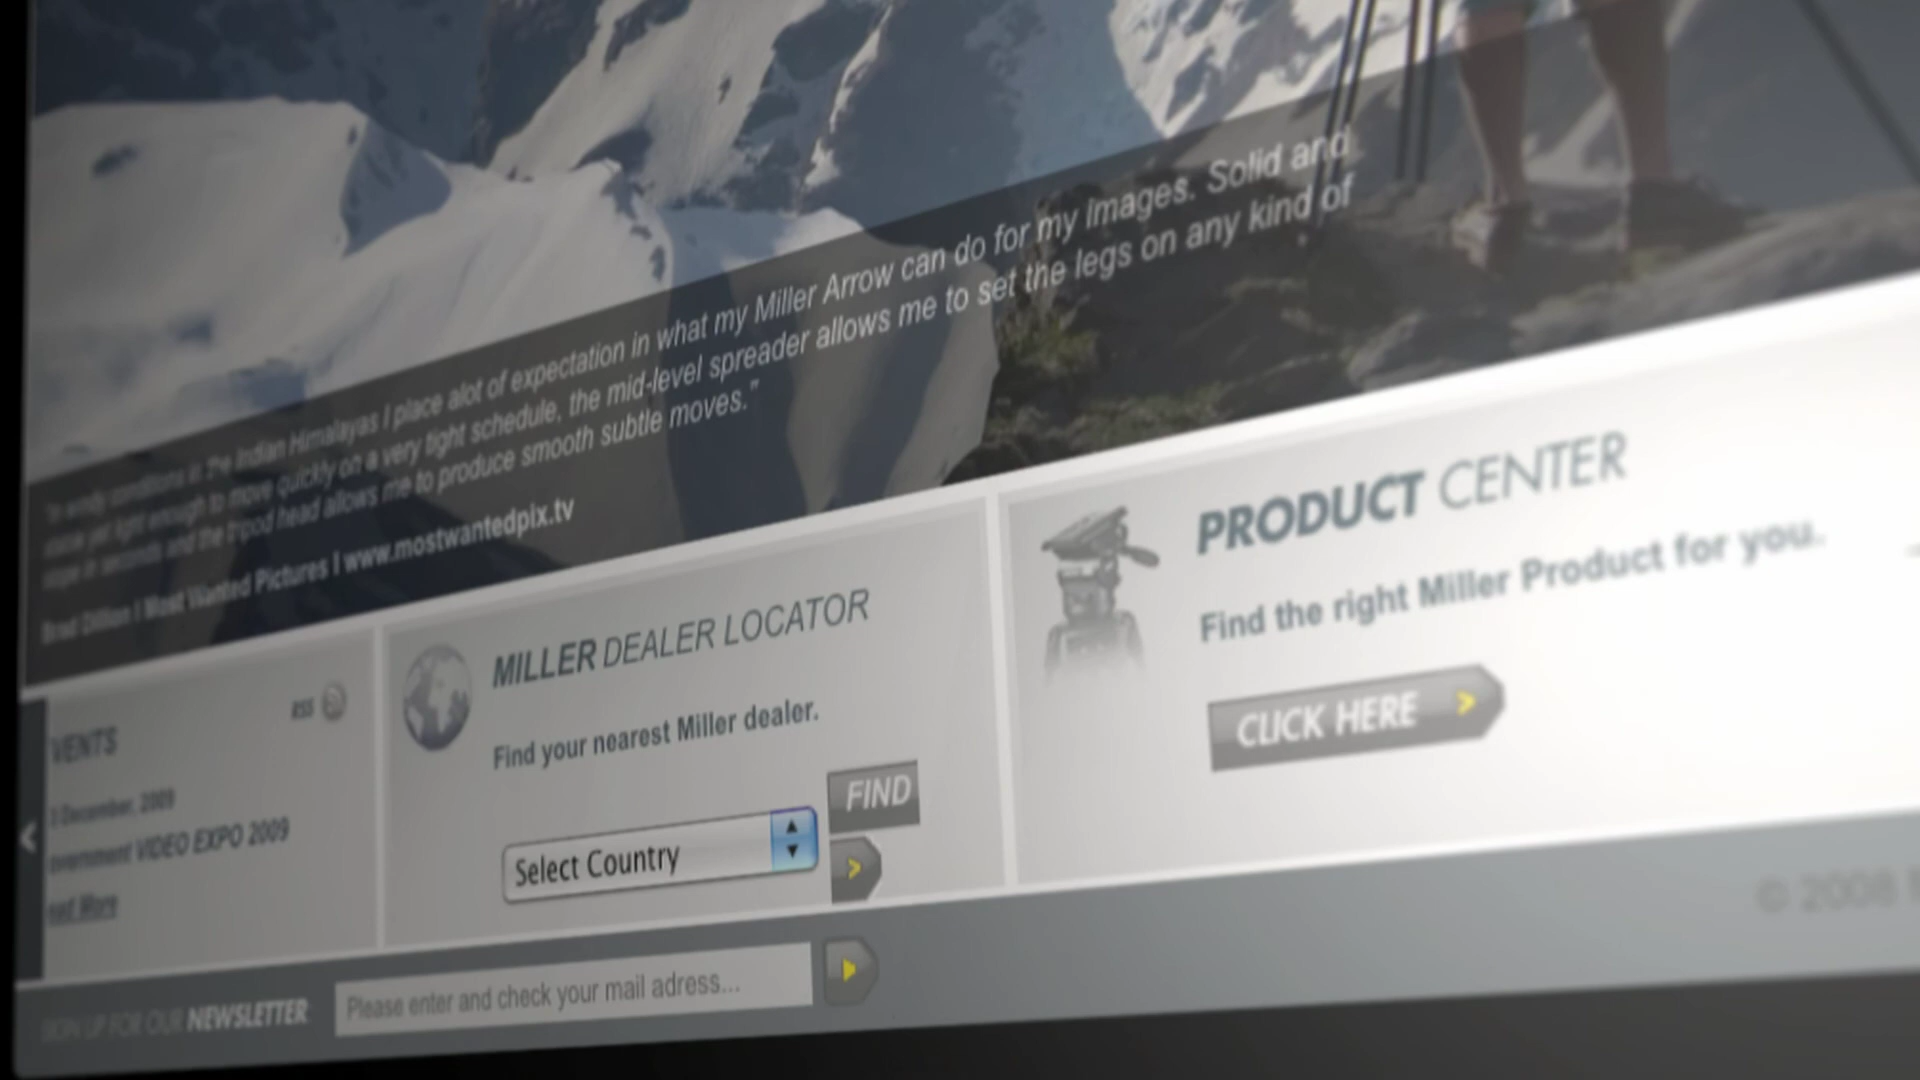 "In windy conditions in the Indian Himalayas I place alot of expectation in what my Miller Arrow can do for my images. Solid and
stable yet light enough to move quickly on a very tight schedule, the mid-level spreader allows me to set the legs on any kind of
slope in seconds and the tripod head allows me to produce smooth subtle moves."
Brad Dillon I Most Wanted Pictures I www.mostwantedpix.tv
VENTS
RSS
December, 2009
vernment VIDEO EXPO 2009
ead More
MILLER DEALER LOCATOR
Find your nearest Miller dealer.
Select Country
FIND
>
PRODUCT CENTER
Find the right Miller Product for you.
CLICK HERE >
SIGN UP FOR OUR NEWSLETTER
Please enter and check your mail adress...
© 2008